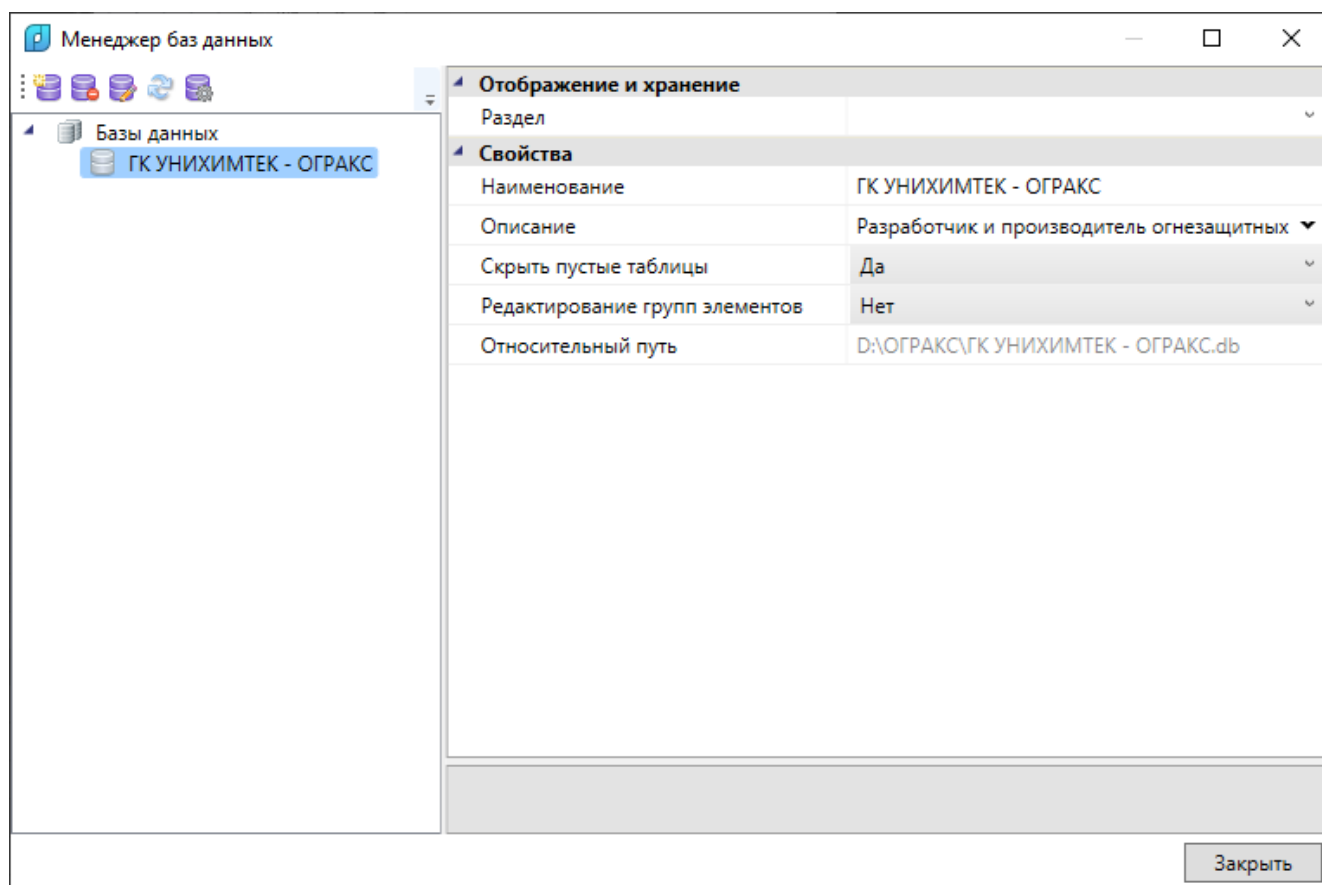 Менеджер баз данных
Базы данных
ГК УНИХИМТЕК - ОГРАКС
Отображение и хранение
Раздел
Свойства
Наименование ГК УНИХИМТЕК - ОГРАКС
Описание Разработчик и производитель огнезащитных
Скрыть пустые таблицы Да
Редактирование групп элементов Нет
Относительный путь D:\ОГРАКС\ГК УНИХИМТЕК - ОГРАКС.db
Закрыть